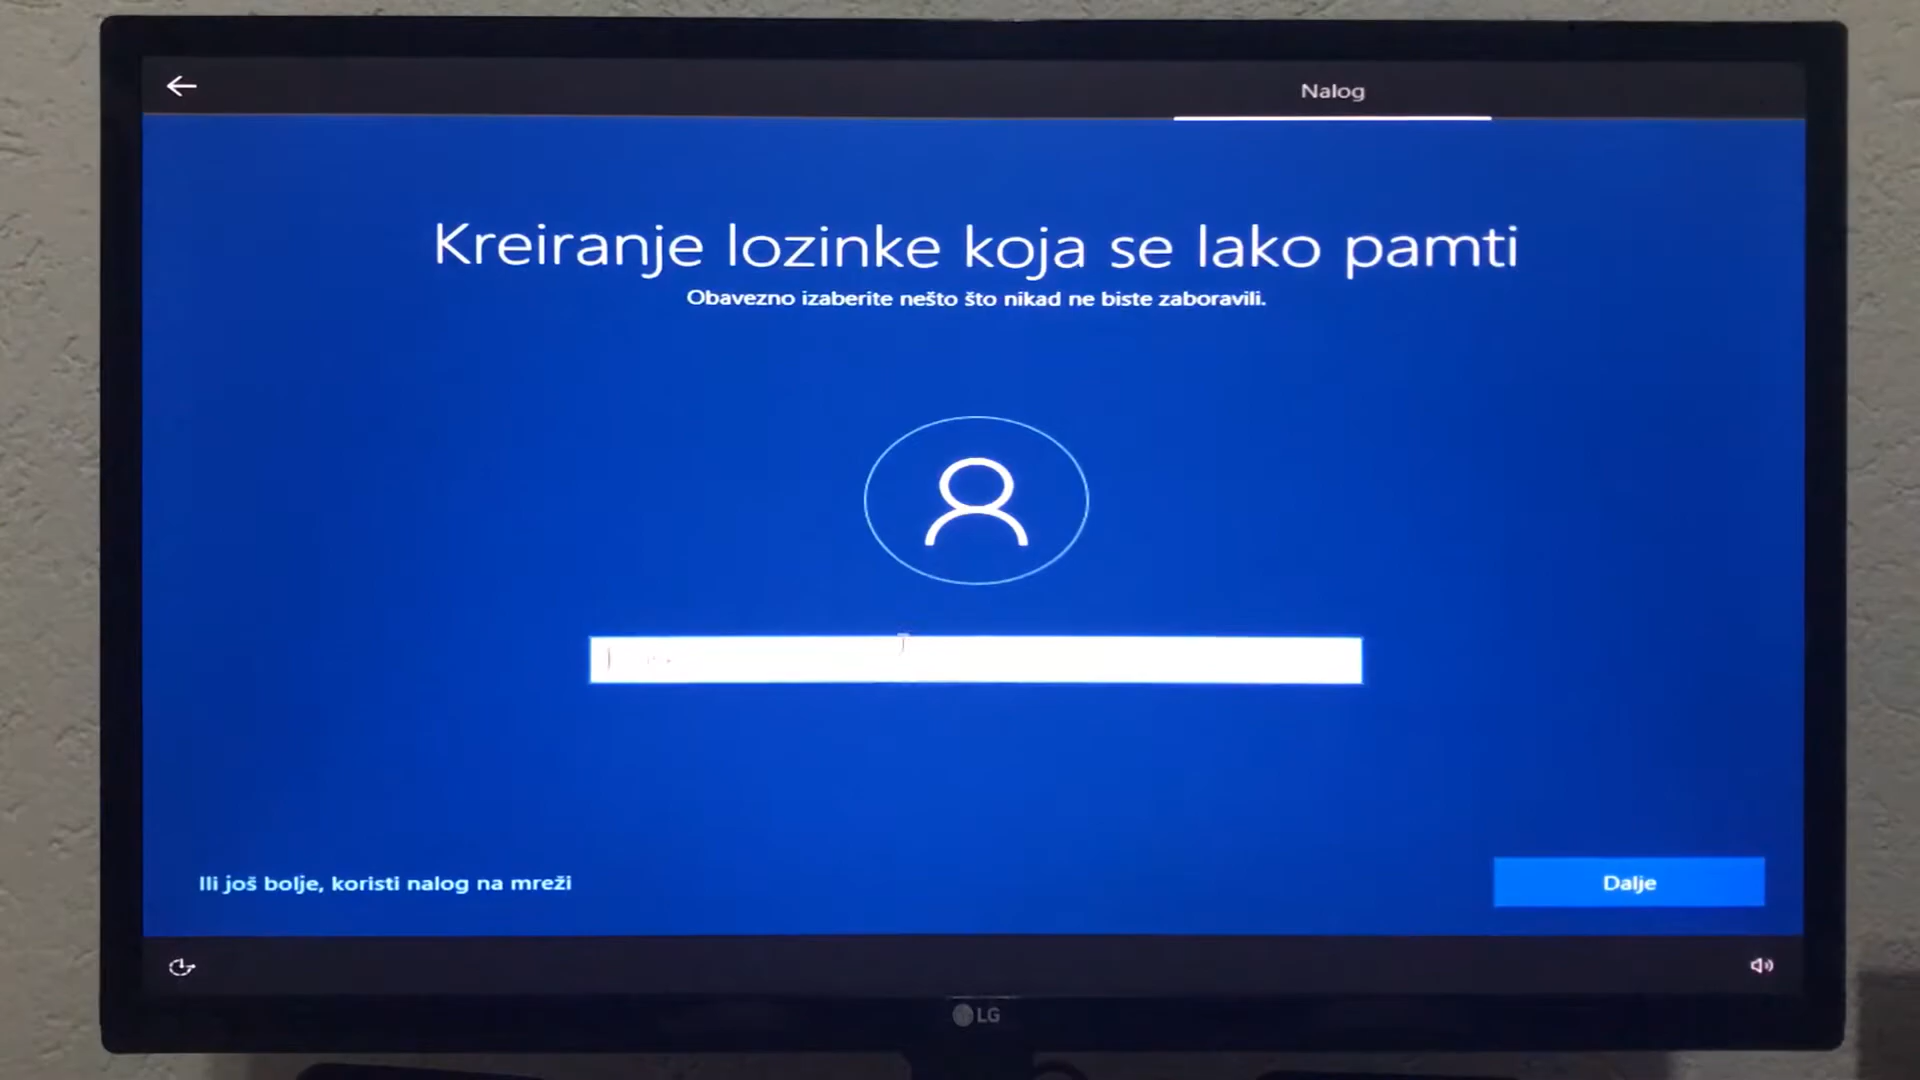 Nalog
Kreiranje lozinke koja se lako pamti
Obavezno izaberite nešto što nikad ne biste zaboravili.
Ili još bolje, koristi nalog na mreži
Dalje
LG